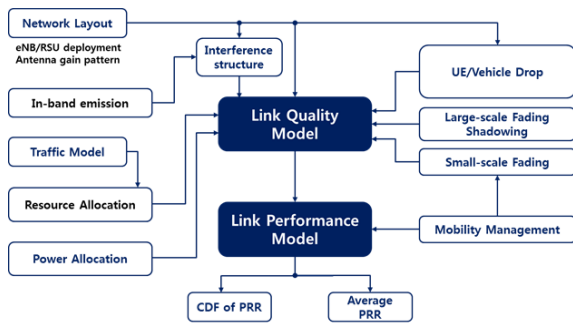 Network Layout
eNB/RSU deployment
Antenna gain pattern
Interference
structure
UE/Vehicle Drop
In-band emission
Link Quality
Model
Large-scale Fading
Shadowing
Traffic Model
Small-scale Fading
Resource Allocation
Link Performance
Model
Mobility Management
Power Allocation
CDF of PRR
Average
PRR